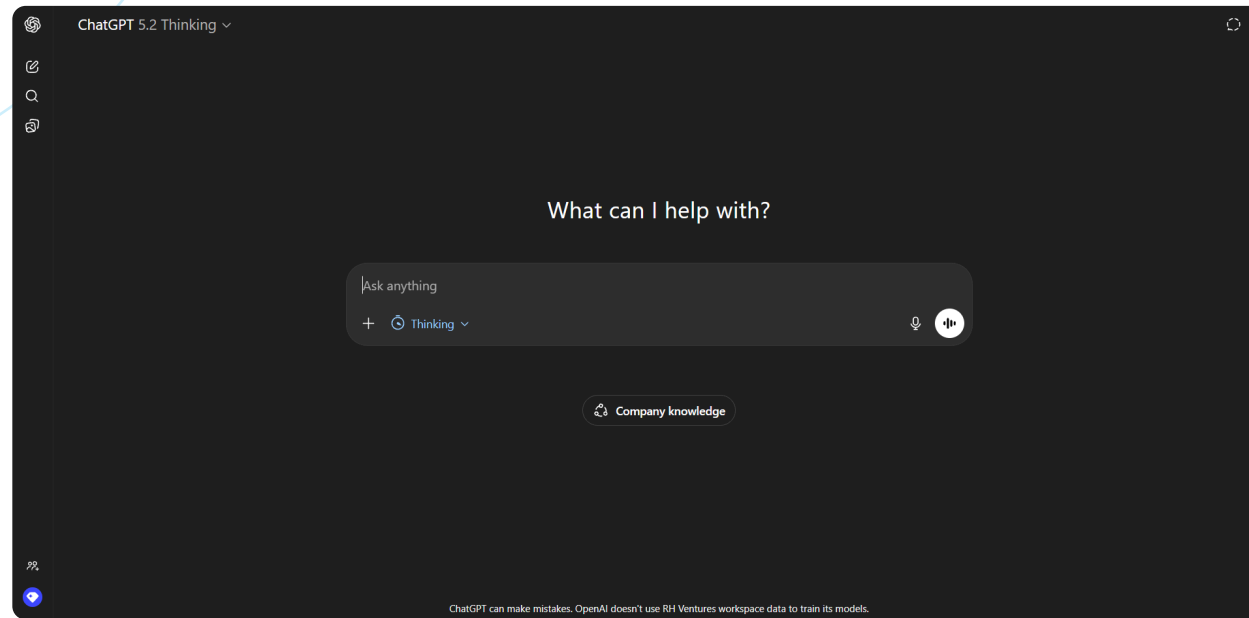 ChatGPT 5.2 Thinking
What can I help with?
Ask anything
Thinking
Company knowledge
ChatGPT can make mistakes. OpenAI doesn't use RH Ventures workspace data to train its models.